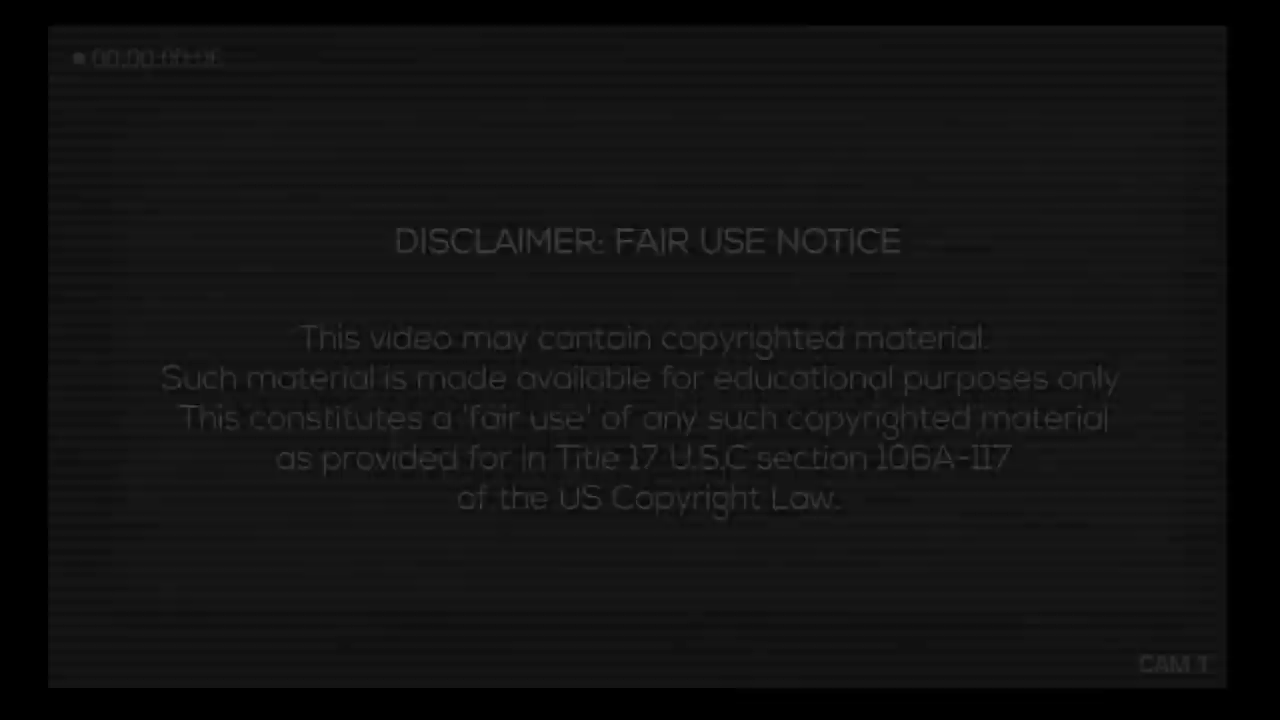 DISCLAIMER: FAIR USE NOTICE
This video may contain copyrighted material.
Such material is made available for educational purposes only
This constitutes a 'fair use' of any such copyrighted material
as provided for in Title 17 U.S.C section 106A-117
of the US Copyright Law.
CAM 1